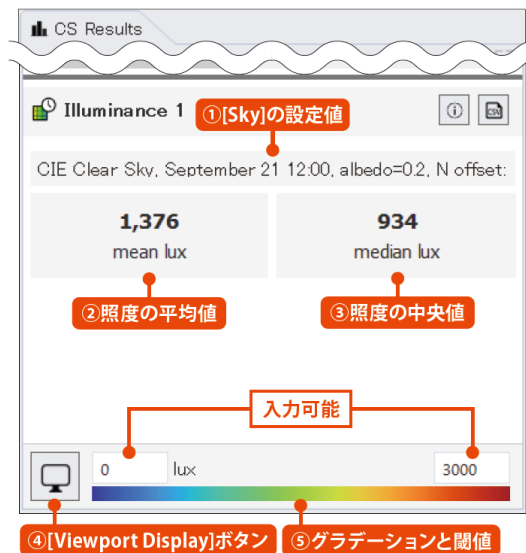 CS Results
Illuminance 1
①[Sky]の設定値
CSV
CIE Clear Sky, September 21 12:00, albedo=0.2, N offset:
1,376
mean lux
934
median lux
②照度の平均値
③照度の中央値
入力可能
0
lux
3000
④[Viewport Display]ボタン
⑤グラデーションと閾値